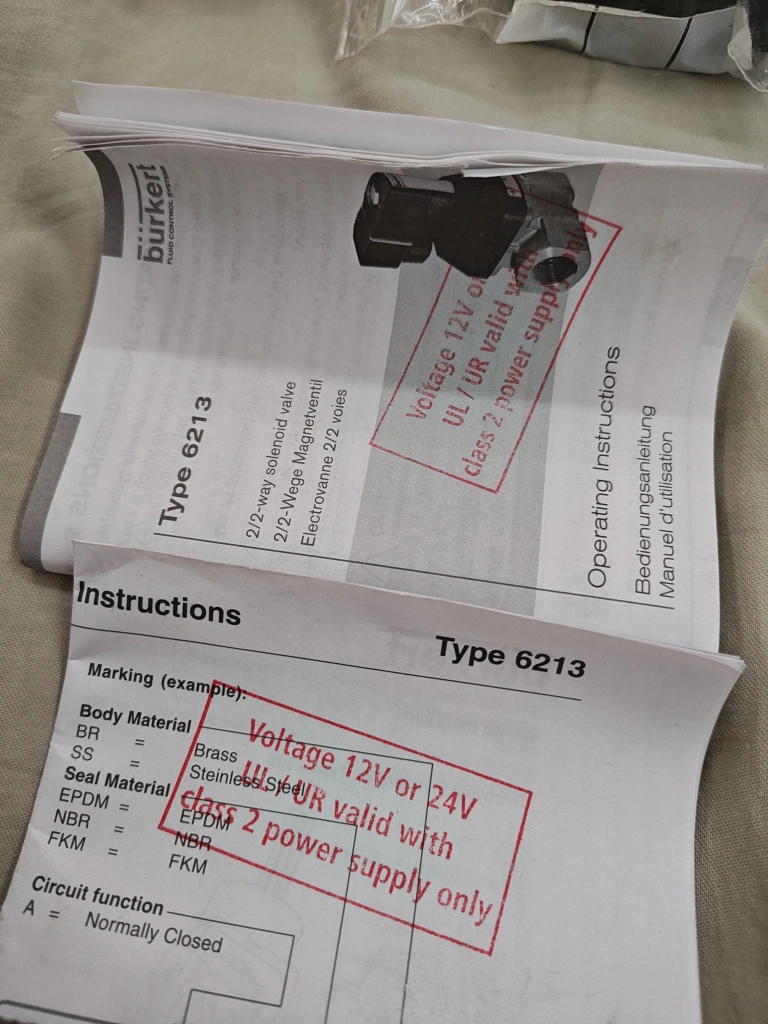 bürkert
FLUID CONTROL SYSTEMS
Type 6213
2/2-way solenoid valve
2/2-Wege Magnetventil
Electrovanne 2/2 voies
Voltage 12V or
UL / UR valid with
class 2 power supply only
Operating Instructions
Bedienungsanleitung
Manuel d'utilisation
Instructions
Type 6213
Marking (example):
Body Material
BR = Brass
SS = Steinless Steel
Seal Material
EPDM = EPDM
NBR = NBR
FKM = FKM
Circuit function
A = Normally Closed
Voltage 12V or 24V
UL / UR valid with
class 2 power supply only